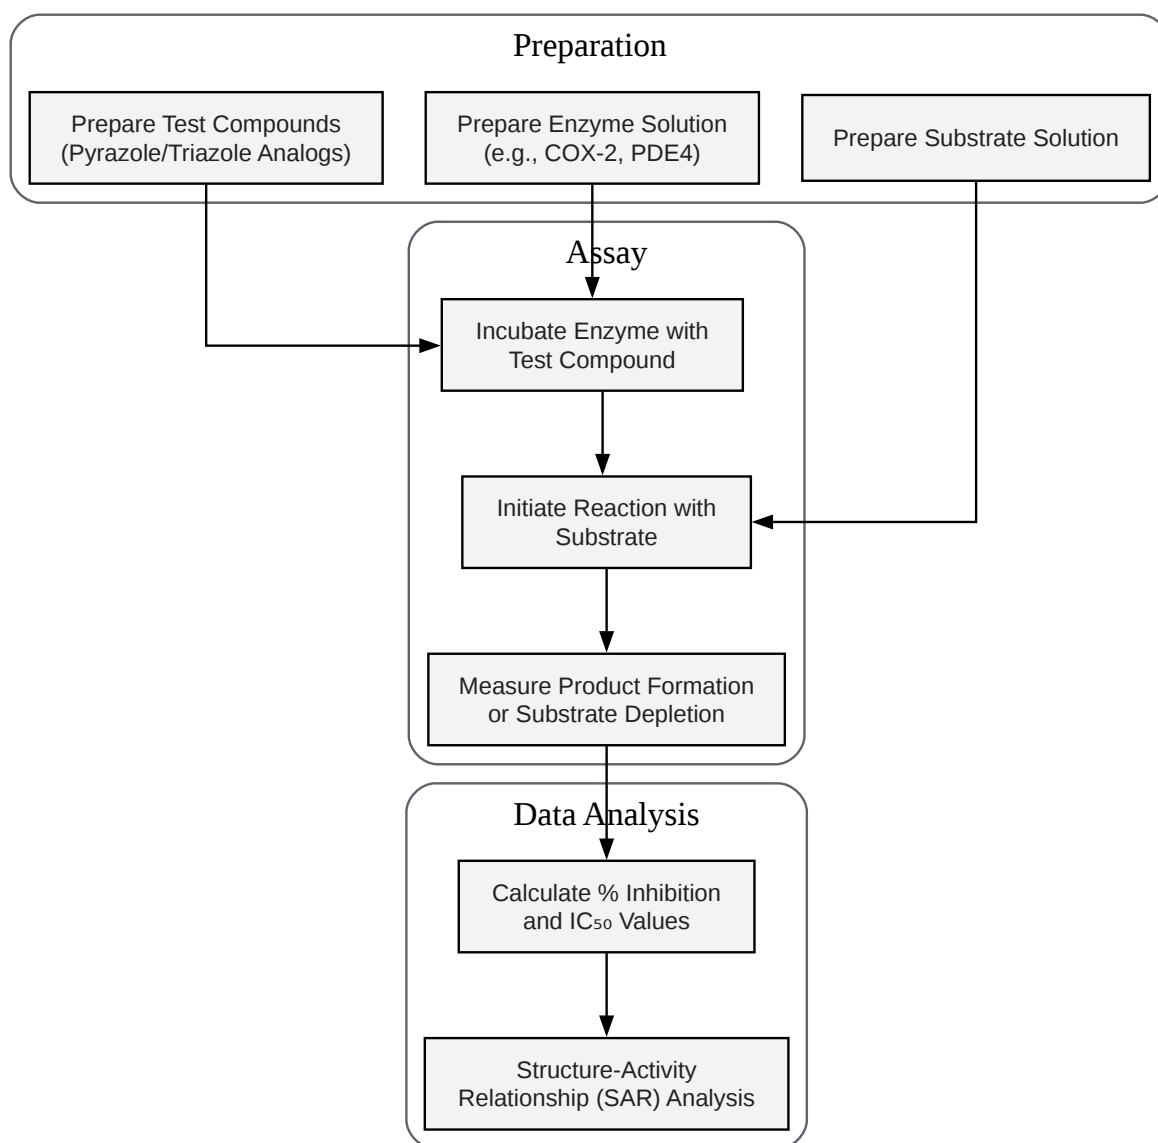 Preparation
Prepare Test Compounds
(Pyrazole/Triazole Analogs)
Prepare Enzyme Solution
(e.g., COX-2, PDE4)
Prepare Substrate Solution
Assay
Incubate Enzyme with
Test Compound
Initiate Reaction with
Substrate
Measure Product Formation
or Substrate Depletion
Data Analysis
Calculate % Inhibition
and IC₅₀ Values
Structure-Activity
Relationship (SAR) Analysis